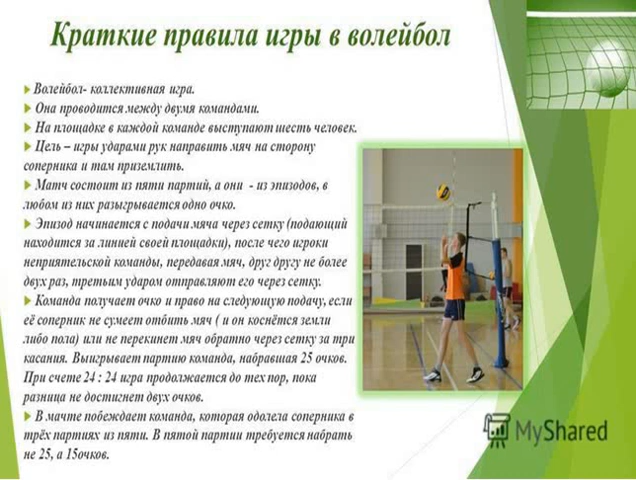 Краткие правила игры в волейбол
Волейбол- коллективная игра.
Она проводится между двумя командами.
На площадке в каждой команде выступают шесть человек.
Цель – игры ударами рук направить мяч на сторону
соперника и там приземлить.
Матч состоит из пяти партий, а они - из эпизодов, в
любом из них разыгрывается одно очко.
Эпизод начинается с подачи мяча через сетку (подающий
находится за линией своей площадки), после чего игроки
неприятельской команды, передавая мяч, друг другу не более
двух раз, третьим ударом отправляют его через сетку.
Команда получает очко и право на следующую подачу, если
её соперник не сумеет отбить мяч ( и он коснётся земли
либо пола) или не перекинет мяч обратно через сетку за три
касания. Выигрывает партию команда, набравшая 25 очков.
При счете 24 : 24 игра продолжается до тех пор, пока
разница не достигнет двух очков.
В мачте побеждает команда, которая одолела соперника в
трёх партиях из пяти. В пятой партии требуется набрать
не 25, а 15очков.
MyShared